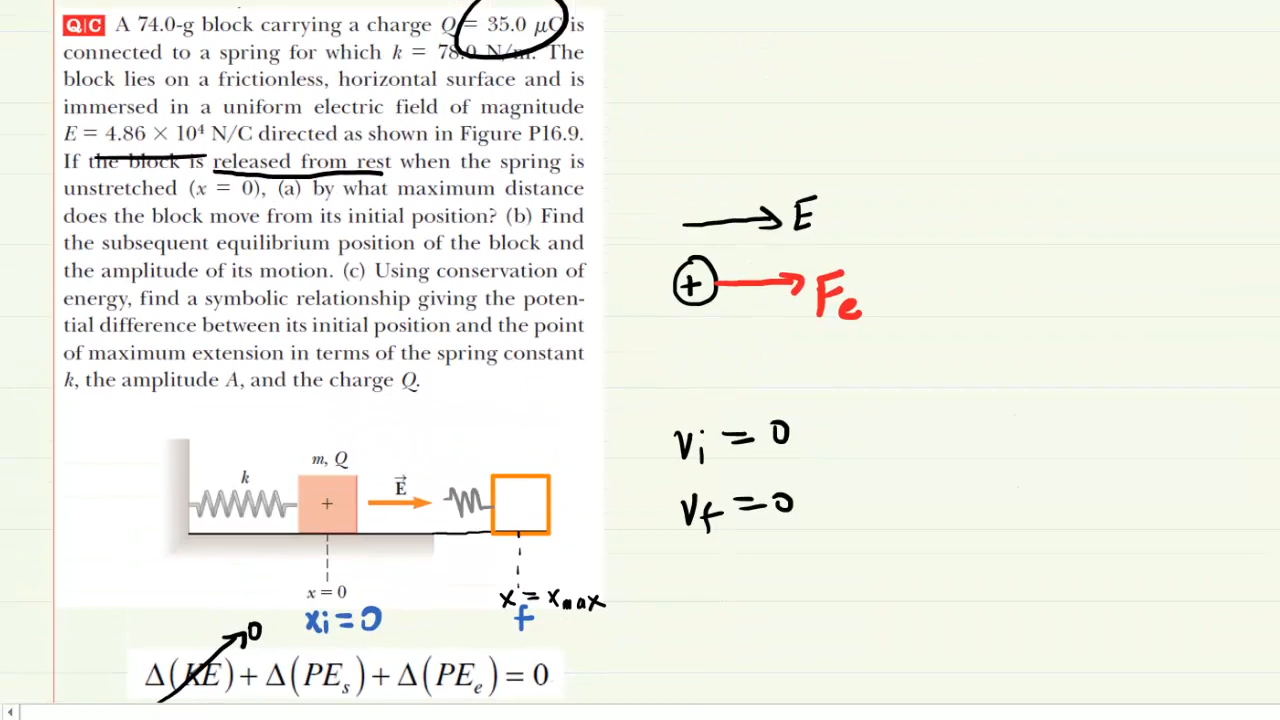 Q|C A 74.0-g block carrying a charge Q = 35.0 μC is
connected to a spring for which k = 78.0 N/m. The
block lies on a frictionless, horizontal surface and is
immersed in a uniform electric field of magnitude
E = 4.86 × 10⁴ N/C directed as shown in Figure P16.9.
If the block is released from rest when the spring is
unstretched (x = 0), (a) by what maximum distance
does the block move from its initial position? (b) Find
the subsequent equilibrium position of the block and
the amplitude of its motion. (c) Using conservation of
energy, find a symbolic relationship giving the poten-
tial difference between its initial position and the point
of maximum extension in terms of the spring constant
k, the amplitude A, and the charge Q.
E
+
Fe
vi = 0
vf = 0
m, Q
k
E
+
x = 0
x = xmax
xi = 0
f
0
Δ(KE) + Δ(PEs) + Δ(PEe) = 0